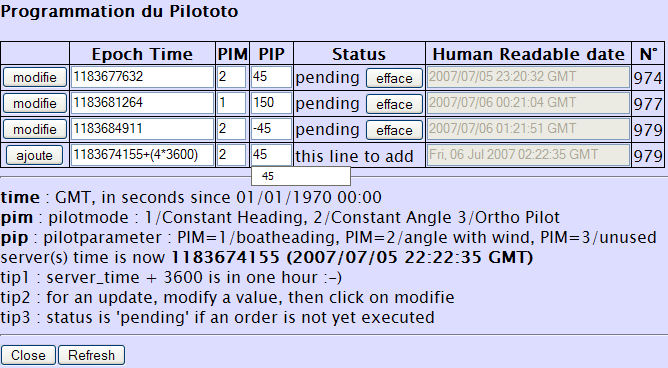 Programmation du Pilototo
Epoch Time PIM PIP Status Human Readable date N°
modifie 1183677632 2 45 pending efface 2007/07/05 23:20:32 GMT 974
modifie 1183681264 1 150 pending efface 2007/07/06 00:21:04 GMT 977
modifie 1183684911 2 -45 pending efface 2007/07/06 01:21:51 GMT 979
ajoute 1183674155+(4*3600) 2 45 this line to add Fri, 06 Jul 2007 02:22:35 GMT 979
45
time : GMT, in seconds since 01/01/1970 00:00
pim : pilotmode : 1/Constant Heading, 2/Constant Angle 3/Ortho Pilot
pip : pilotparameter : PIM=1/boatheading, PIM=2/angle with wind, PIM=3/unused
server(s) time is now 1183674155 (2007/07/05 22:22:35 GMT)
tip1 : server_time + 3600 is in one hour :-)
tip2 : for an update, modify a value, then click on modifie
tip3 : status is 'pending' if an order is not yet executed
Close Refresh